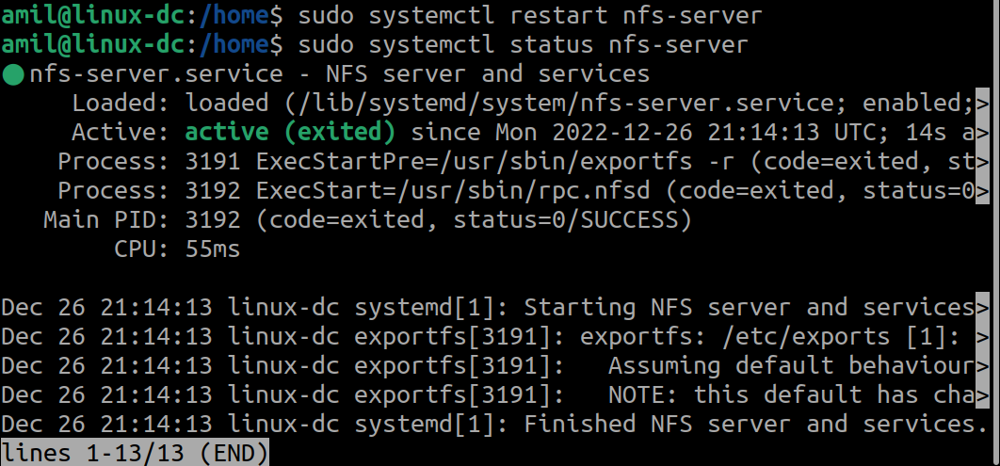 amil@linux-dc:/home$ sudo systemctl restart nfs-server
amil@linux-dc:/home$ sudo systemctl status nfs-server
● nfs-server.service - NFS server and services
     Loaded: loaded (/lib/systemd/system/nfs-server.service; enabled;>
     Active: active (exited) since Mon 2022-12-26 21:14:13 UTC; 14s a>
    Process: 3191 ExecStartPre=/usr/sbin/exportfs -r (code=exited, st>
    Process: 3192 ExecStart=/usr/sbin/rpc.nfsd (code=exited, status=0>
   Main PID: 3192 (code=exited, status=0/SUCCESS)
        CPU: 55ms

Dec 26 21:14:13 linux-dc systemd[1]: Starting NFS server and services>
Dec 26 21:14:13 linux-dc exportfs[3191]: exportfs: /etc/exports [1]: >
Dec 26 21:14:13 linux-dc exportfs[3191]:   Assuming default behaviour>
Dec 26 21:14:13 linux-dc exportfs[3191]:   NOTE: this default has cha>
Dec 26 21:14:13 linux-dc systemd[1]: Finished NFS server and services.
lines 1-13/13 (END)